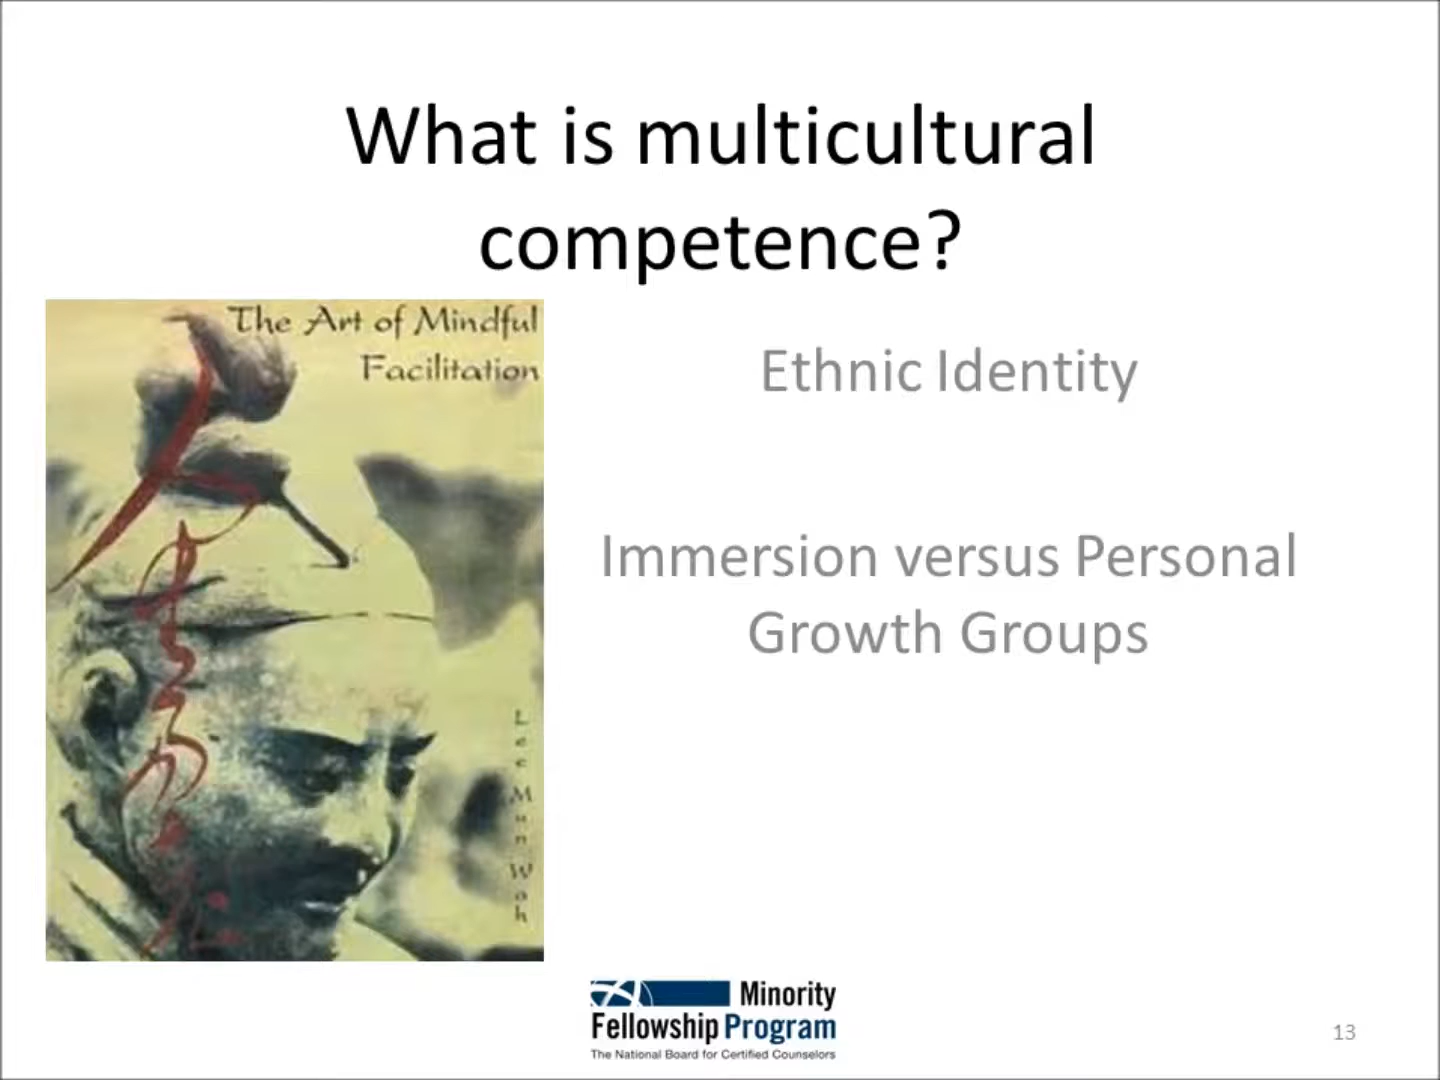 What is multicultural
competence?
The Art of Mindful
Facilitation
Lee Mun Wah
Ethnic Identity
Immersion versus Personal
Growth Groups
Minority
Fellowship Program
The National Board for Certified Counselors
13